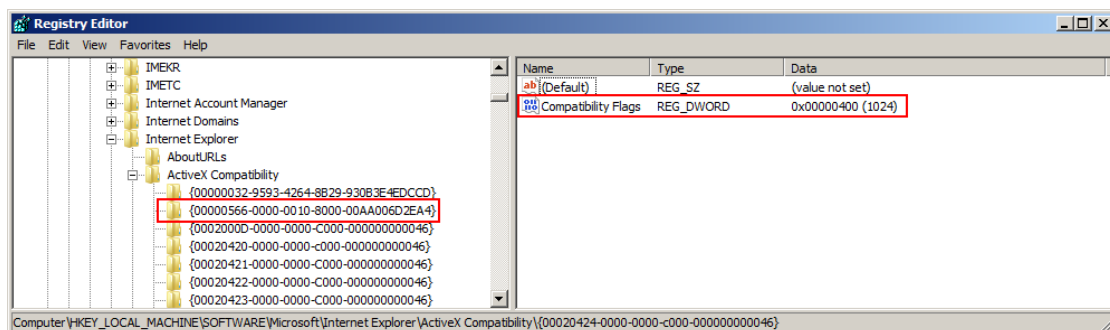 Registry Editor
File Edit View Favorites Help
IMEKR
IMETC
Internet Account Manager
Internet Domains
Internet Explorer
AboutURLs
ActiveX Compatibility
{00000032-9593-4264-8B29-930B3E4EDCCD}
{00000566-0000-0010-8000-00AA006D2EA4}
{0002000D-0000-0000-C000-000000000046}
{00020420-0000-0000-c000-000000000046}
{00020421-0000-0000-C000-000000000046}
{00020422-0000-0000-C000-000000000046}
{00020423-0000-0000-C000-000000000046}
Name Type Data
(Default) REG_SZ (value not set)
Compatibility Flags REG_DWORD 0x00000400 (1024)
Computer\HKEY_LOCAL_MACHINE\SOFTWARE\Microsoft\Internet Explorer\ActiveX Compatibility\{00020424-0000-0000-c000-000000000046}